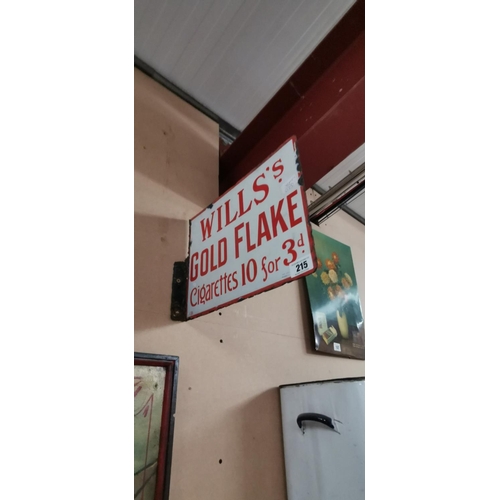 WILLS'S
GOLD FLAKE
Cigarettes 10 for 3d
215